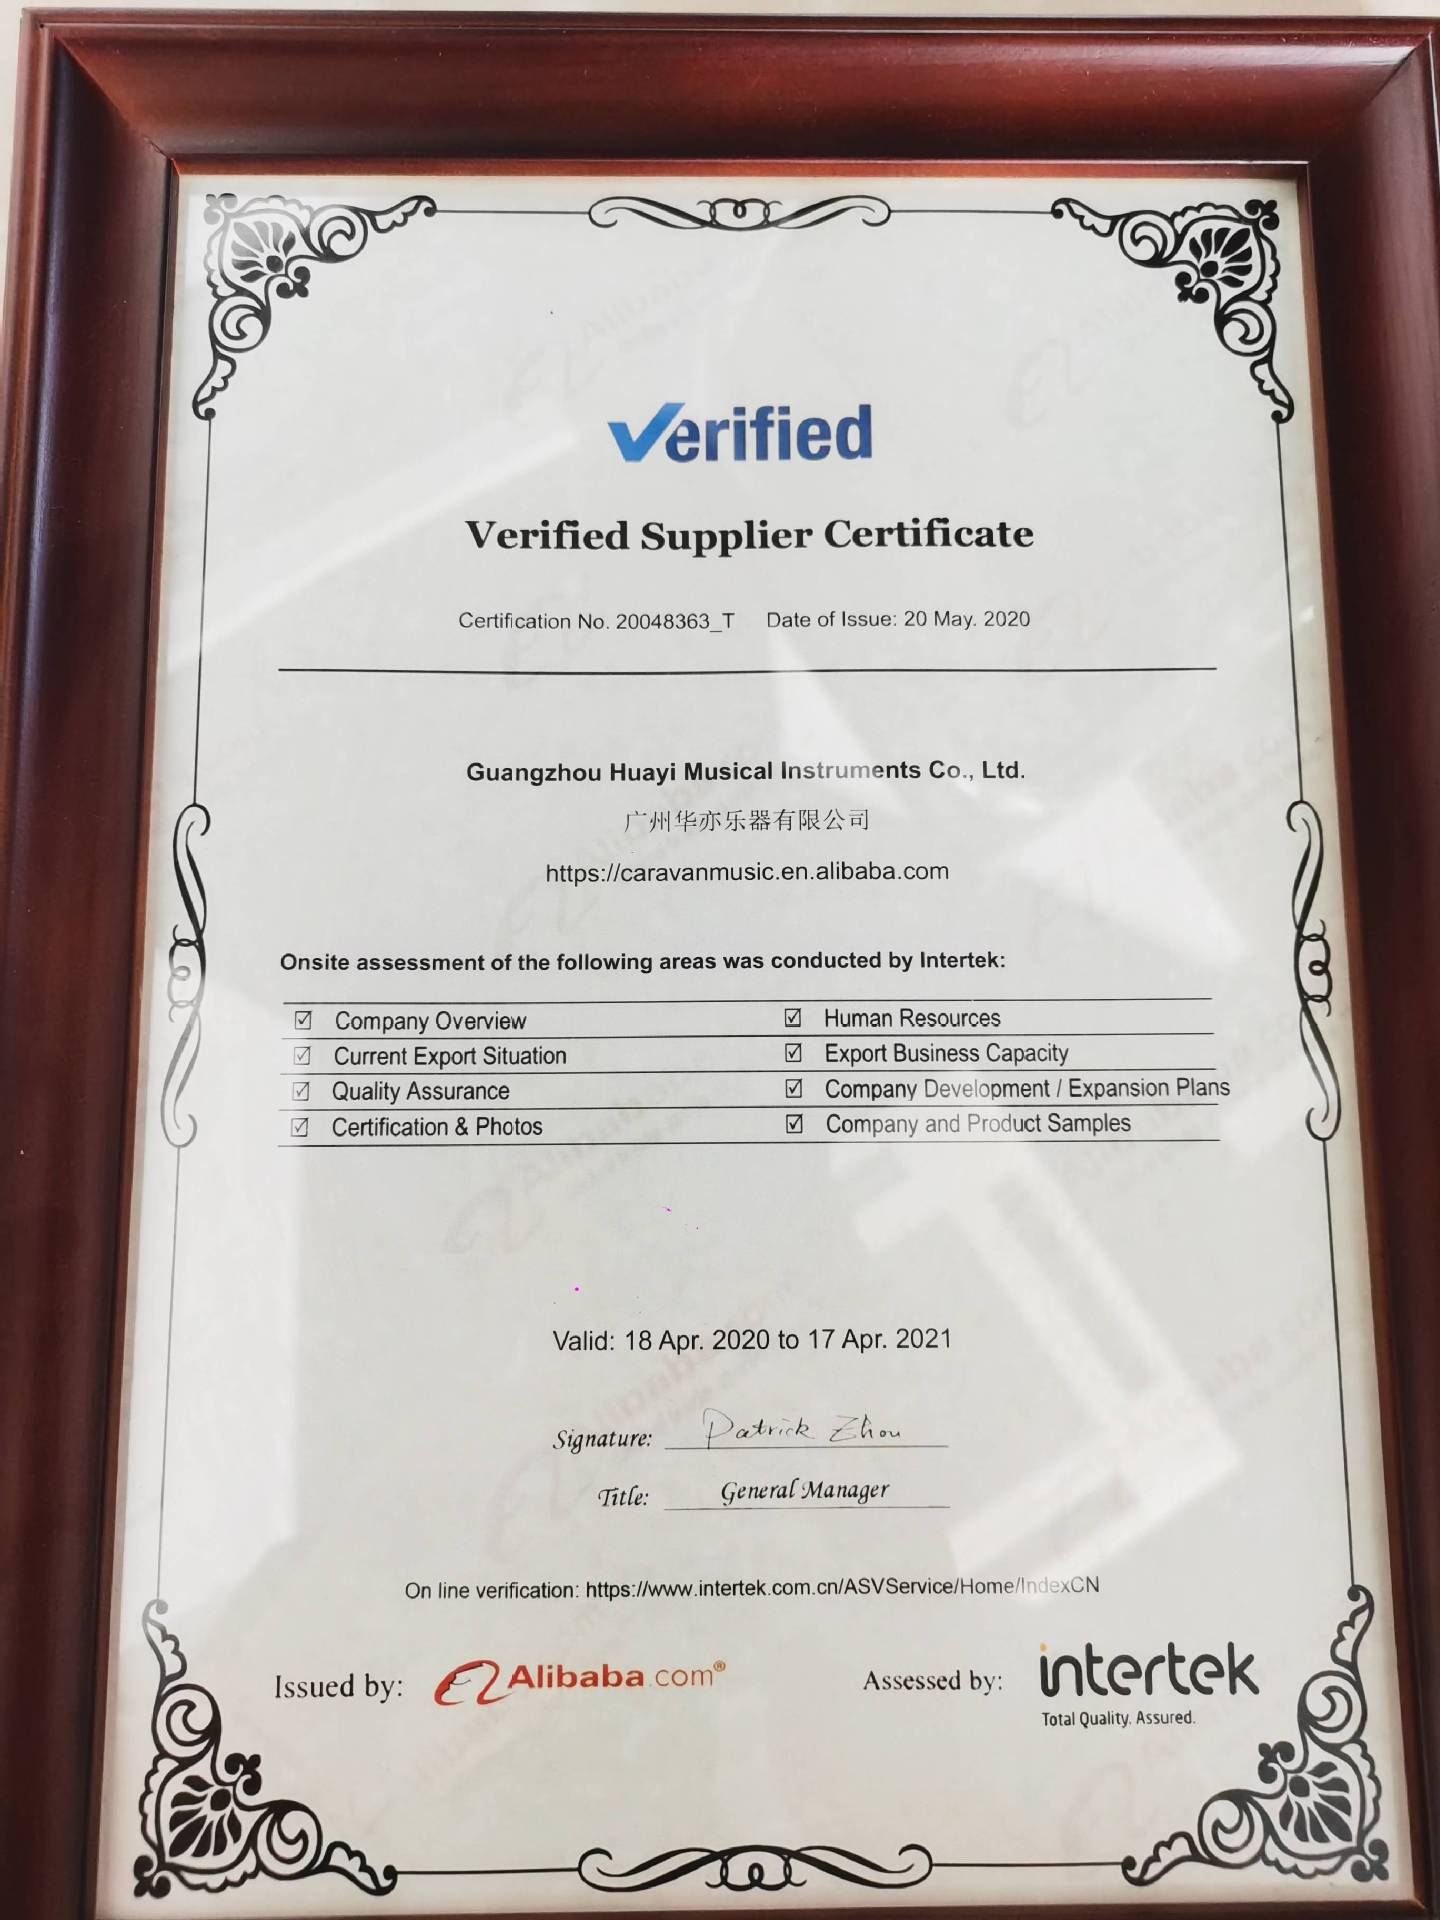 Verified
Verified Supplier Certificate
Certification No. 20048363_T Date of Issue: 20 May. 2020
Guangzhou Huayi Musical Instruments Co., Ltd.
广州华亦乐器有限公司
https://caravanmusic.en.alibaba.com
Onsite assessment of the following areas was conducted by Intertek:
☑ Company Overview ☑ Human Resources
☑ Current Export Situation ☑ Export Business Capacity
☑ Quality Assurance ☑ Company Development / Expansion Plans
☑ Certification & Photos ☑ Company and Product Samples
Valid: 18 Apr. 2020 to 17 Apr. 2021
Signature: Patrick Zhou
Title: General Manager
On line verification: https://www.intertek.com.cn/ASVService/Home/IndexCN
Issued by: Alibaba.com® Assessed by: intertek
Total Quality. Assured.